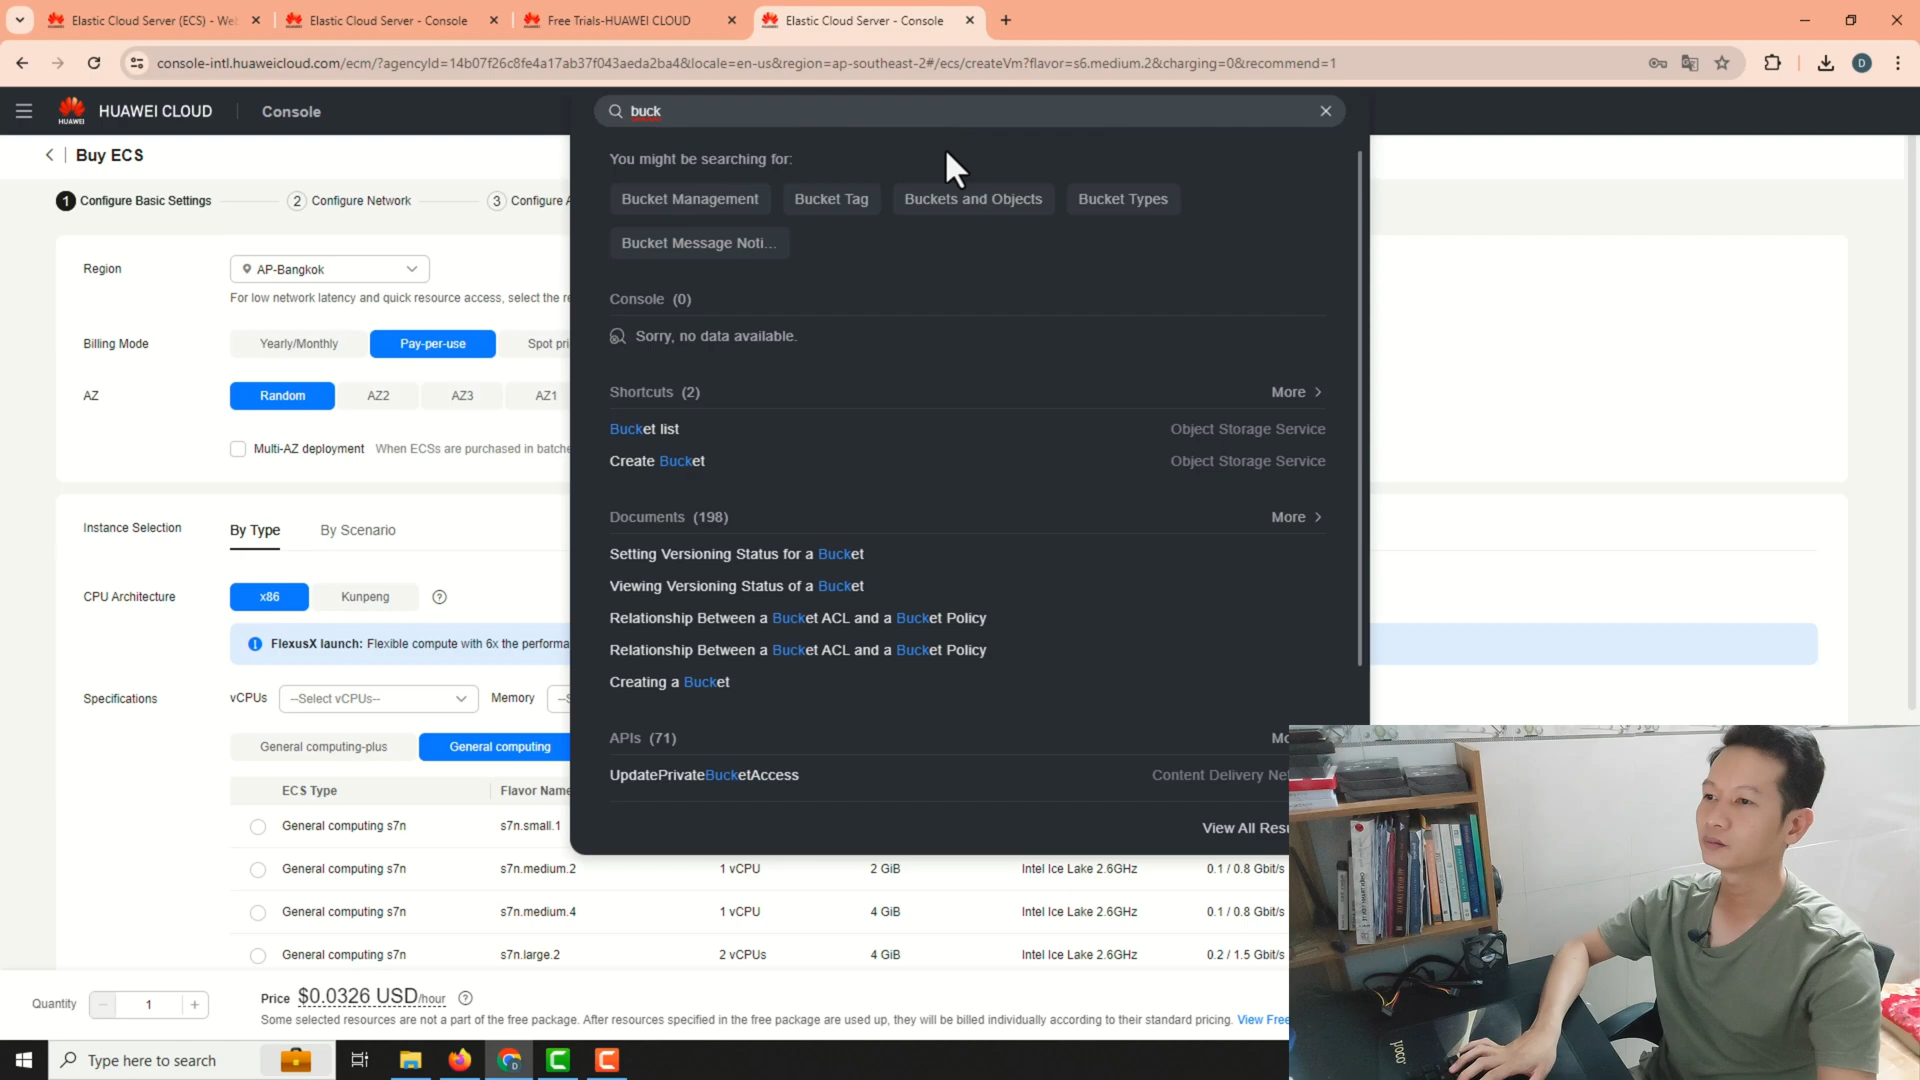 Elastic Cloud Server (ECS) - Web
Elastic Cloud Server - Console
Free Trials-HUAWEI CLOUD
Elastic Cloud Server - Console
console-intl.huaweicloud.com/ecm/?agencyId=14b07f26c8fe4a17ab37f043aeda2ba4&locale=en-us&region=ap-southeast-2#/ecs/createVm?flavor=s6.medium.2&charging=0&recommend=1
D
HUAWEI
HUAWEI CLOUD
Console
buck
Buy ECS
1 Configure Basic Settings
2 Configure Network
3 Configure A
You might be searching for:
Bucket Management
Bucket Tag
Buckets and Objects
Bucket Types
Bucket Message Noti...
Region
AP-Bangkok
For low network latency and quick resource access, select the re
Console (0)
Sorry, no data available.
Billing Mode
Yearly/Monthly
Pay-per-use
Spot pri
AZ
Random
AZ2
AZ3
AZ1
Shortcuts (2)
More
Bucket list
Object Storage Service
Create Bucket
Object Storage Service
Multi-AZ deployment
When ECSs are purchased in batche
Documents (198)
More
Setting Versioning Status for a Bucket
Viewing Versioning Status of a Bucket
Relationship Between a Bucket ACL and a Bucket Policy
Relationship Between a Bucket ACL and a Bucket Policy
Creating a Bucket
APIs (71)
Mo
UpdatePrivateBucketAccess
Content Delivery Ne
View All Resu
Instance Selection
By Type
By Scenario
CPU Architecture
x86
Kunpeng
FlexusX launch: Flexible compute with 6x the performa
Specifications
vCPUs
--Select vCPUs--
Memory
--S
General computing-plus
General computing
ECS Type
Flavor Name
General computing s7n
s7n.small.1
General computing s7n
s7n.medium.2
1 vCPU
2 GiB
Intel Ice Lake 2.6GHz
0.1 / 0.8 Gbit/s
General computing s7n
s7n.medium.4
1 vCPU
4 GiB
Intel Ice Lake 2.6GHz
0.1 / 0.8 Gbit/s
General computing s7n
s7n.large.2
2 vCPUs
4 GiB
Intel Ice Lake 2.6GHz
0.2 / 1.5 Gbit/s
Quantity
1
Price $0.0326 USD/hour
Some selected resources are not a part of the free package. After resources specified in the free package are used up, they will be billed individually according to their standard pricing. View Free
Type here to search